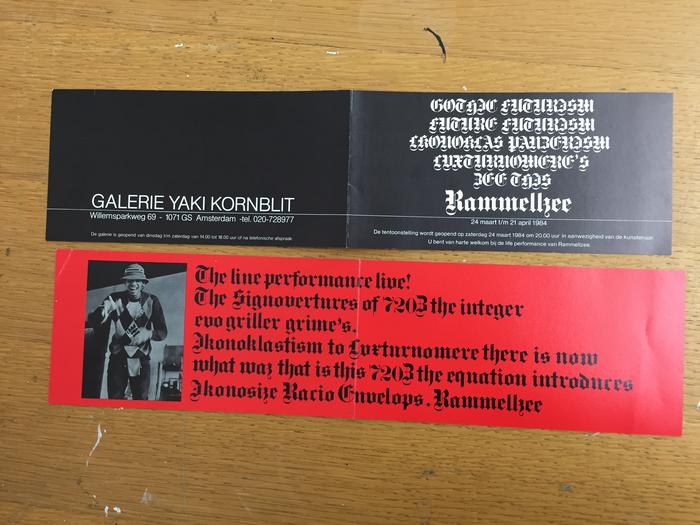 GALERIE YAKI KORNBLIT
Willemsparkweg 69 - 1071 GS Amsterdam -tel. 020-728977
De galerie is geopend van dinsdag t/m zaterdag van 14.00 tot 18.00 uur of na telefonische afspraak
GOTHIC FUTURISM
FUTURE FUTURISM
IHONOKLAS PANZERISM
LUXTURNOMERE'S
ZEE THIS
Rammellzee
24 maart t/m 21 april 1984
De tentoonstelling wordt geopend op zaterdag 24 maart 1984 om 20.00 uur in aanwezigheid van de kunstenaar
U bent van harte welkom bij de life performance van Rammellzee.
The line performance live!
The Signovertures of 720Z the integer
evo griller grime's.
Ikonoklastism to Luxturnomere there is now
what waz that is this 720Z the equation introduces
Ikonosize Racio Envelops. Rammellzee